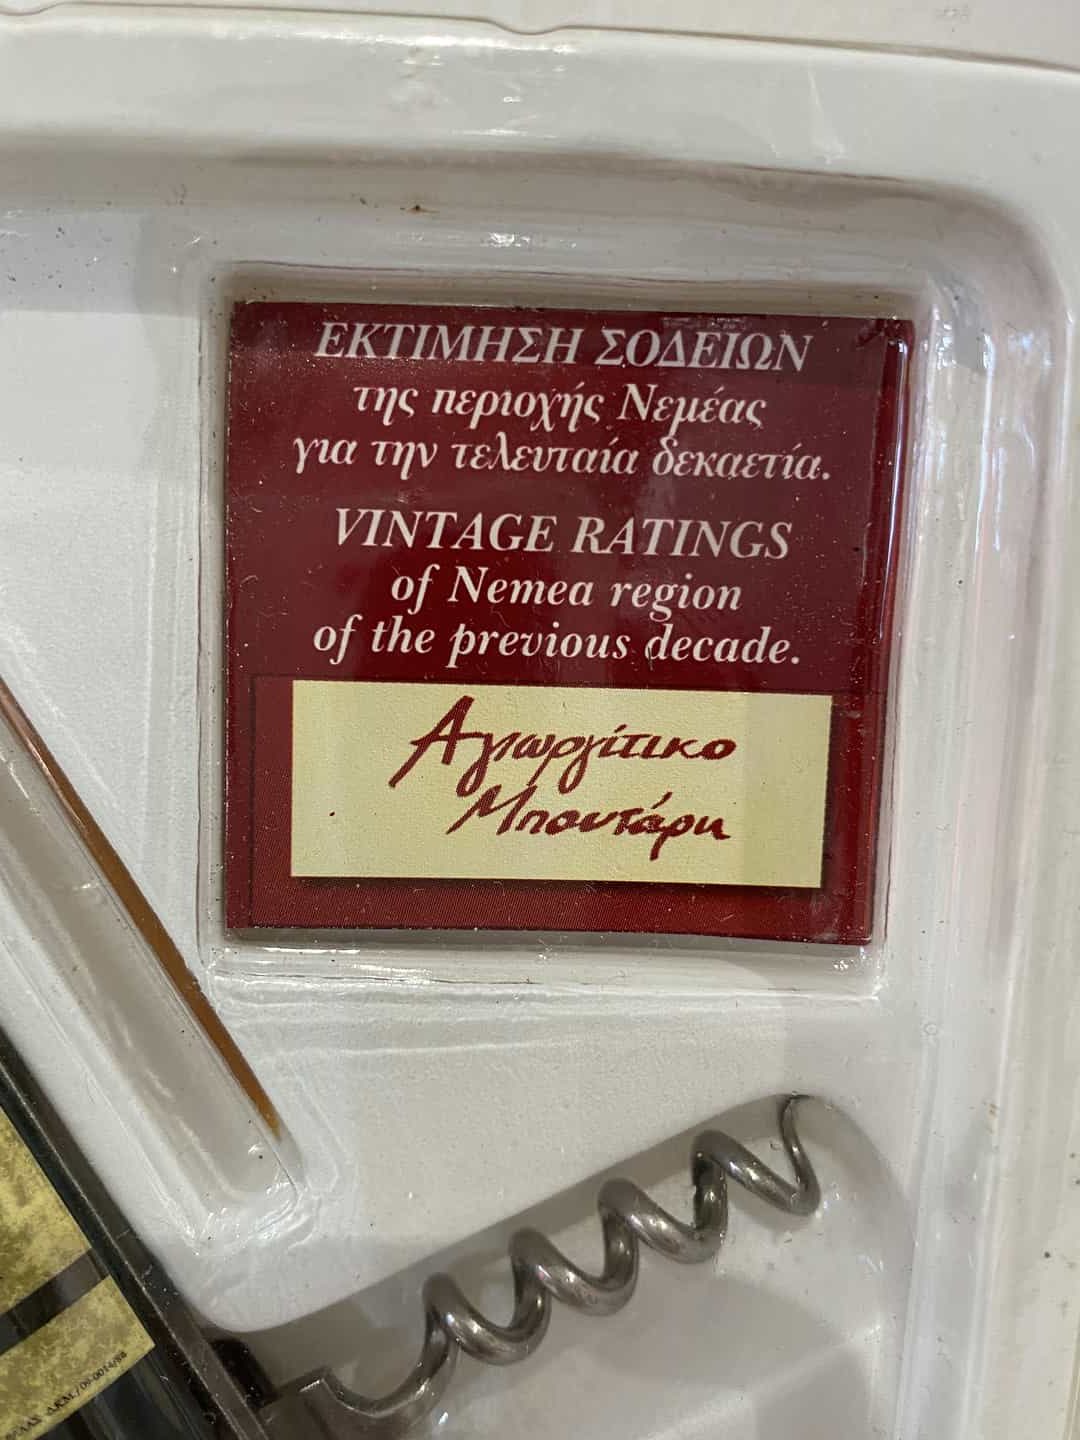 ΕΚΤΙΜΗΣΗ ΣΟΔΕΙΩΝ
της περιοχής Νεμέας
για την τελευταία δεκαετία.
VINTAGE RATINGS
of Nemea region
of the previous decade.
Αγιωργίτικο
Μπουτάρη